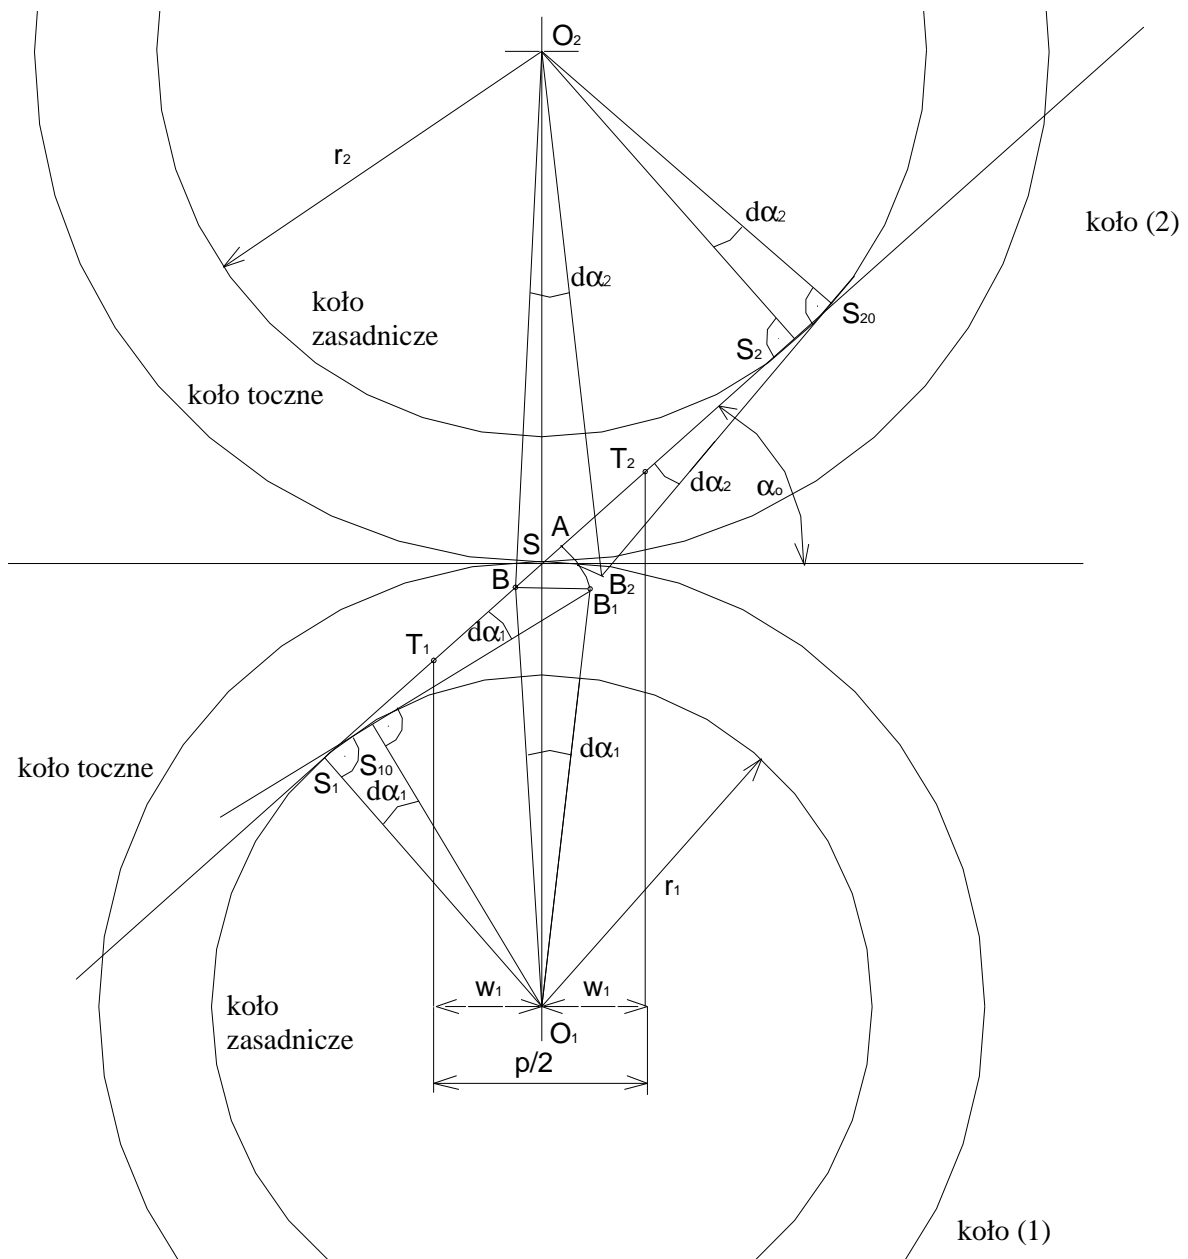 O₂
r₂
dα₂
koło (2)
dα₂
koło
zasadnicze
S₂₀
S₂
koło toczne
T₂
dα₂
αₒ
A
S
B
B₂
B₁
dα₁
T₁
dα₁
koło toczne
S₁₀
S₁
dα₁
r₁
w₁
w₁
koło
zasadnicze
O₁
p/2
koło (1)